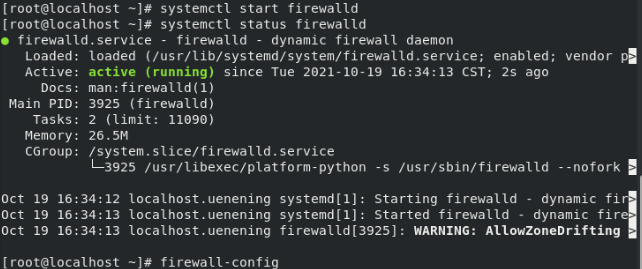 [root@localhost ~]# systemctl start firewalld
[root@localhost ~]# systemctl status firewalld
● firewalld.service - firewalld - dynamic firewall daemon
   Loaded: loaded (/usr/lib/systemd/system/firewalld.service; enabled; vendor p>
   Active: active (running) since Tue 2021-10-19 16:34:13 CST; 2s ago
     Docs: man:firewalld(1)
 Main PID: 3925 (firewalld)
    Tasks: 2 (limit: 11090)
   Memory: 26.5M
   CGroup: /system.slice/firewalld.service
           └─3925 /usr/libexec/platform-python -s /usr/sbin/firewalld --nofork >
Oct 19 16:34:12 localhost.uenening systemd[1]: Starting firewalld - dynamic fir>
Oct 19 16:34:13 localhost.uenening systemd[1]: Started firewalld - dynamic fire>
Oct 19 16:34:13 localhost.uenening firewalld[3925]: WARNING: AllowZoneDrifting >
[root@localhost ~]# firewall-config